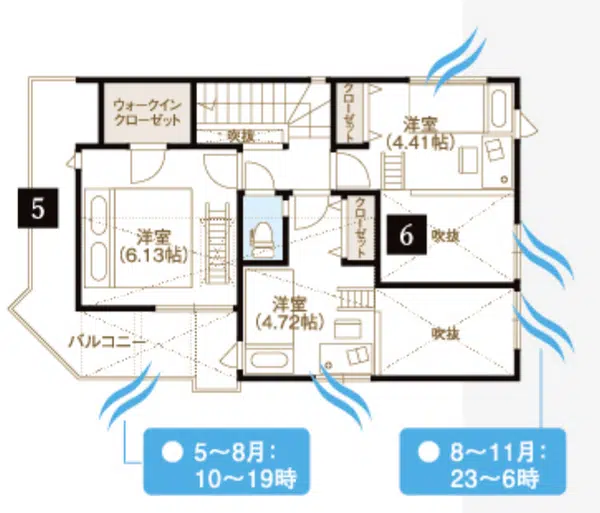 ウォークイン
クローゼット
吹抜
クローゼット
洋室
(4.41帖)
5
洋室
(6.13帖)
クローゼット
6
吹抜
洋室
(4.72帖)
吹抜
バルコニー
5〜8月：
10〜19時
8〜11月：
23〜6時